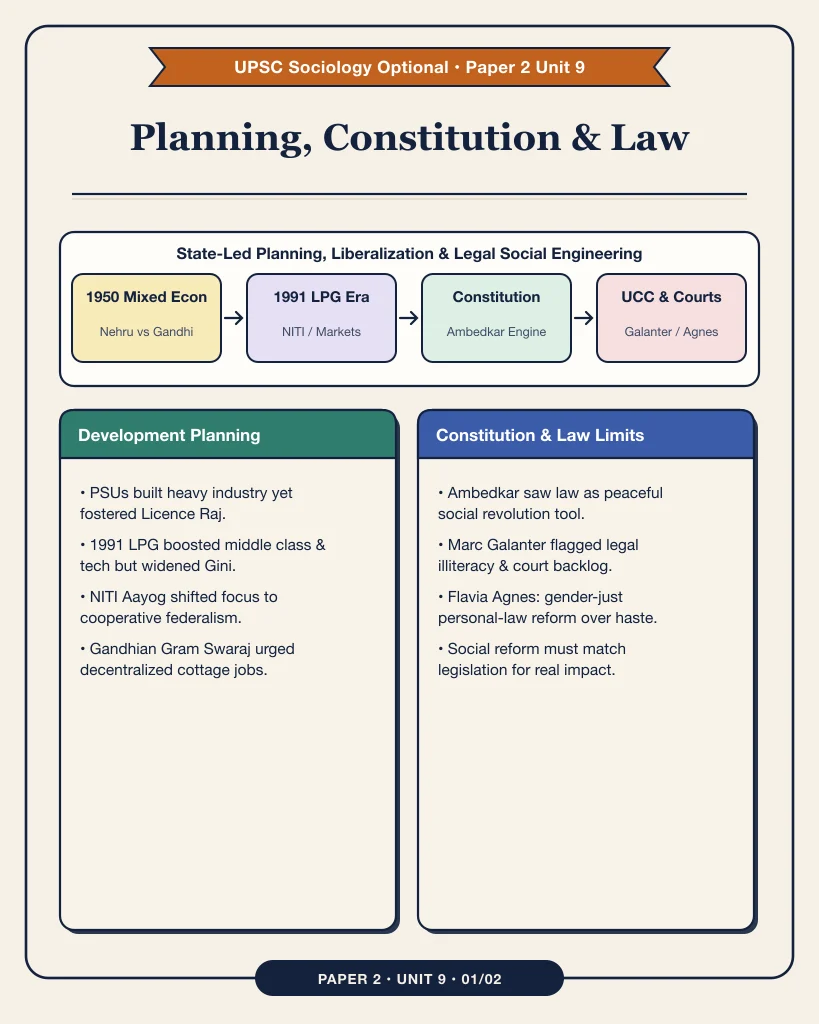 UPSC Sociology Optional • Paper 2 Unit 9
Planning, Constitution & Law
State-Led Planning, Liberalization & Legal Social Engineering
1950 Mixed Econ
Nehru vs Gandhi
1991 LPG Era
NITI / Markets
Constitution
Ambedkar Engine
UCC & Courts
Galanter / Agnes
Development Planning
• PSUs built heavy industry yet
fostered Licence Raj.
• 1991 LPG boosted middle class &
tech but widened Gini.
• NITI Aayog shifted focus to
cooperative federalism.
• Gandhian Gram Swaraj urged
decentralized cottage jobs.
Constitution & Law Limits
• Ambedkar saw law as peaceful
social revolution tool.
• Marc Galanter flagged legal
illiteracy & court backlog.
• Flavia Agnes: gender-just
personal-law reform over haste.
• Social reform must match
legislation for real impact.
PAPER 2 • UNIT 9 • 01/02